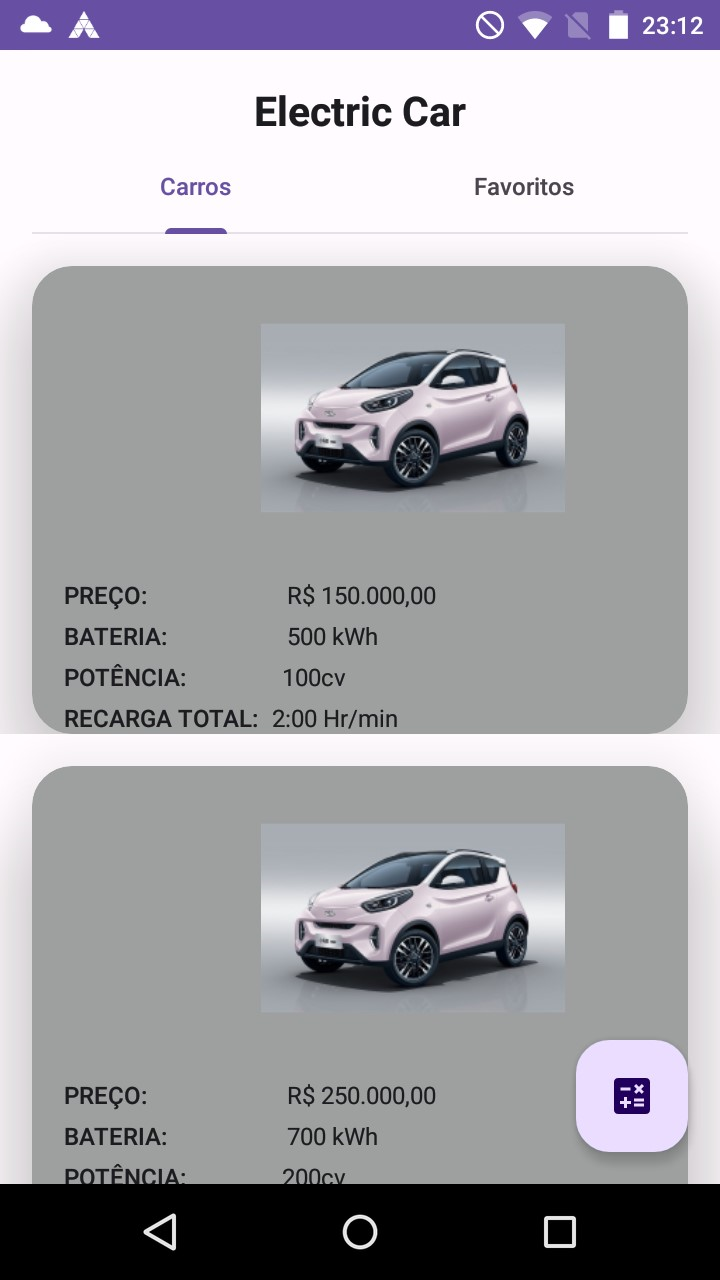 23:12
Electric Car
Carros Favoritos
PREÇO: R$ 150.000,00
BATERIA: 500 kWh
POTÊNCIA: 100cv
RECARGA TOTAL: 2:00 Hr/min
PREÇO: R$ 250.000,00
BATERIA: 700 kWh
POTÊNCIA: 200cv